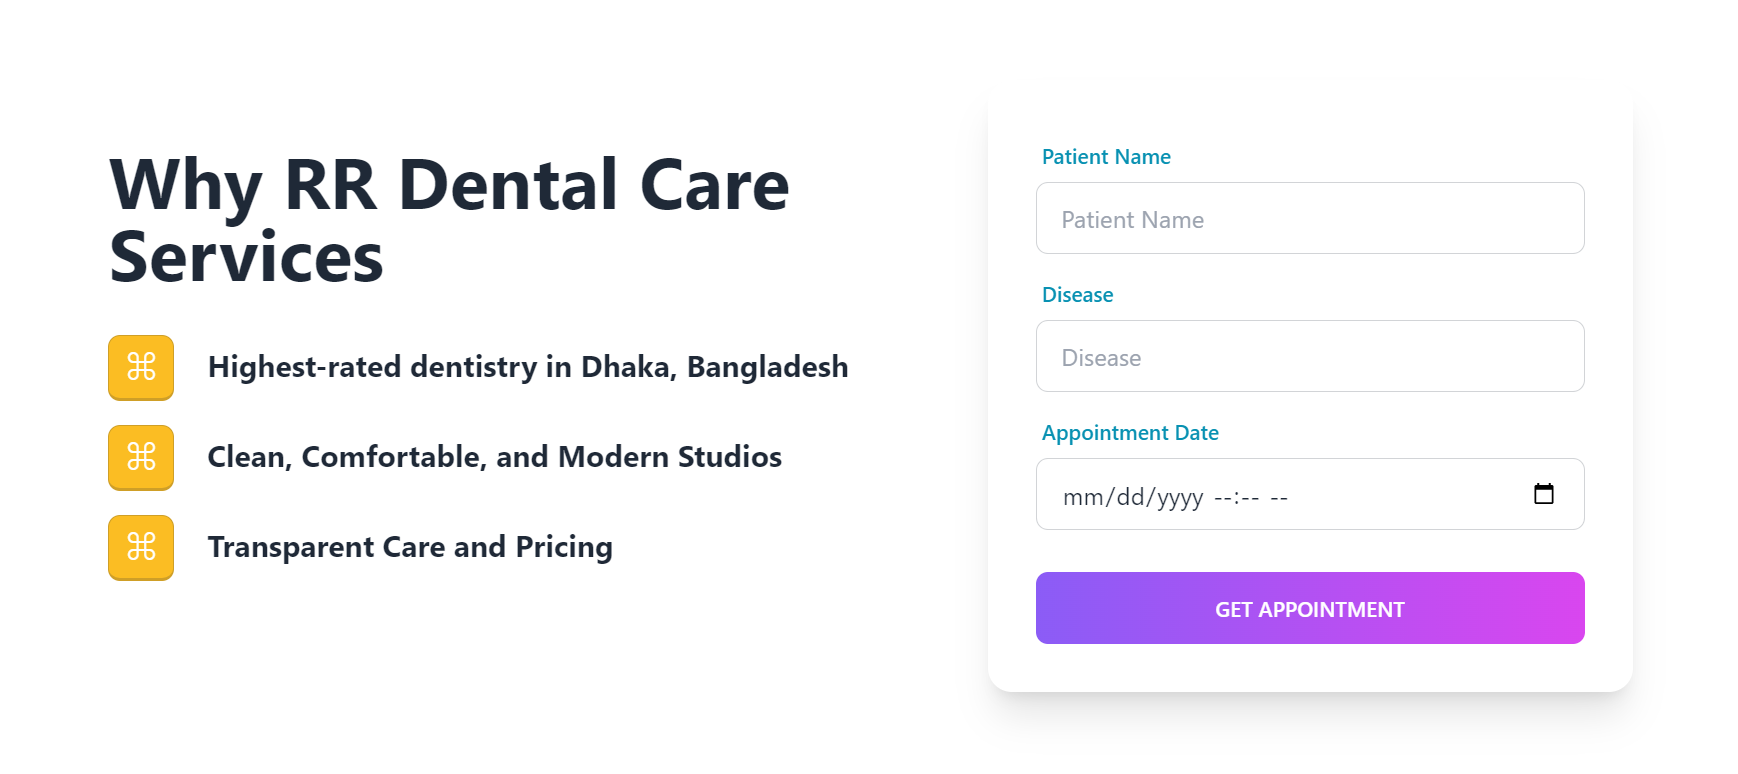 Why RR Dental Care
Services
⌘ Highest-rated dentistry in Dhaka, Bangladesh
⌘ Clean, Comfortable, and Modern Studios
⌘ Transparent Care and Pricing
Patient Name
Patient Name
Disease
Disease
Appointment Date
mm/dd/yyyy --:-- --
GET APPOINTMENT